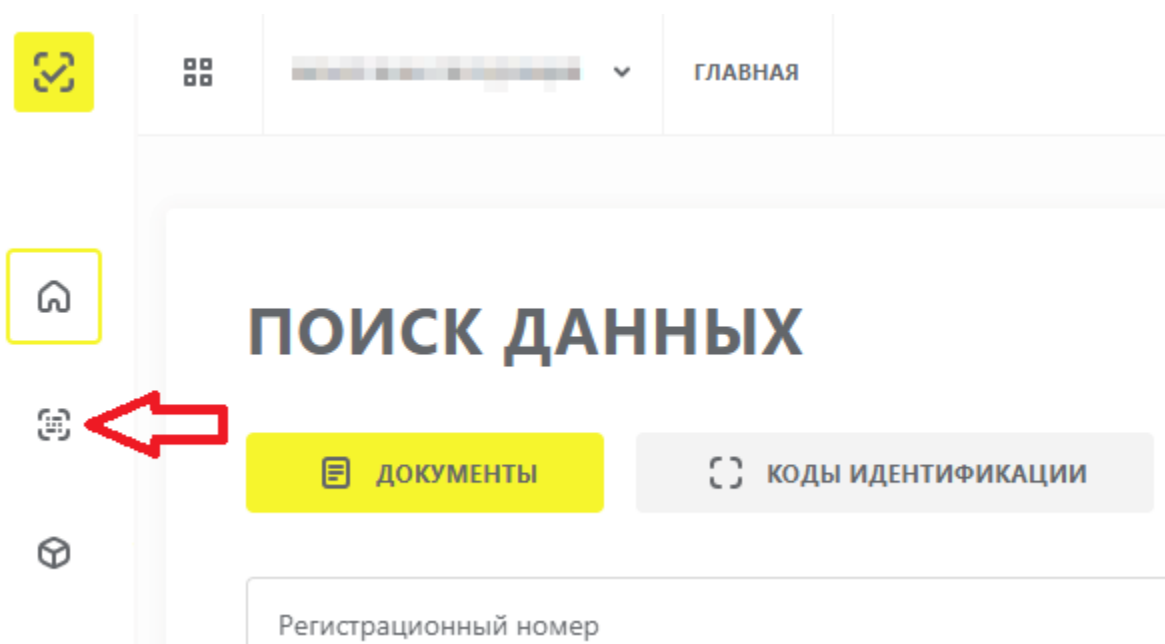 ГЛАВНАЯ
ПОИСК ДАННЫХ
ДОКУМЕНТЫ
КОДЫ ИДЕНТИФИКАЦИИ
Регистрационный номер